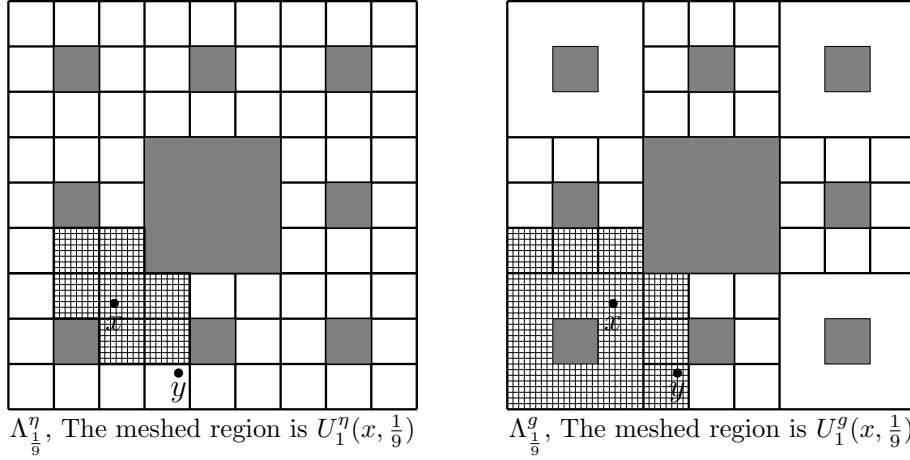 x
y
x
y
Λ^η_{1/9}, The meshed region is U^η_1(x, 1/9)
Λ^g_{1/9}, The meshed region is U^g_1(x, 1/9)